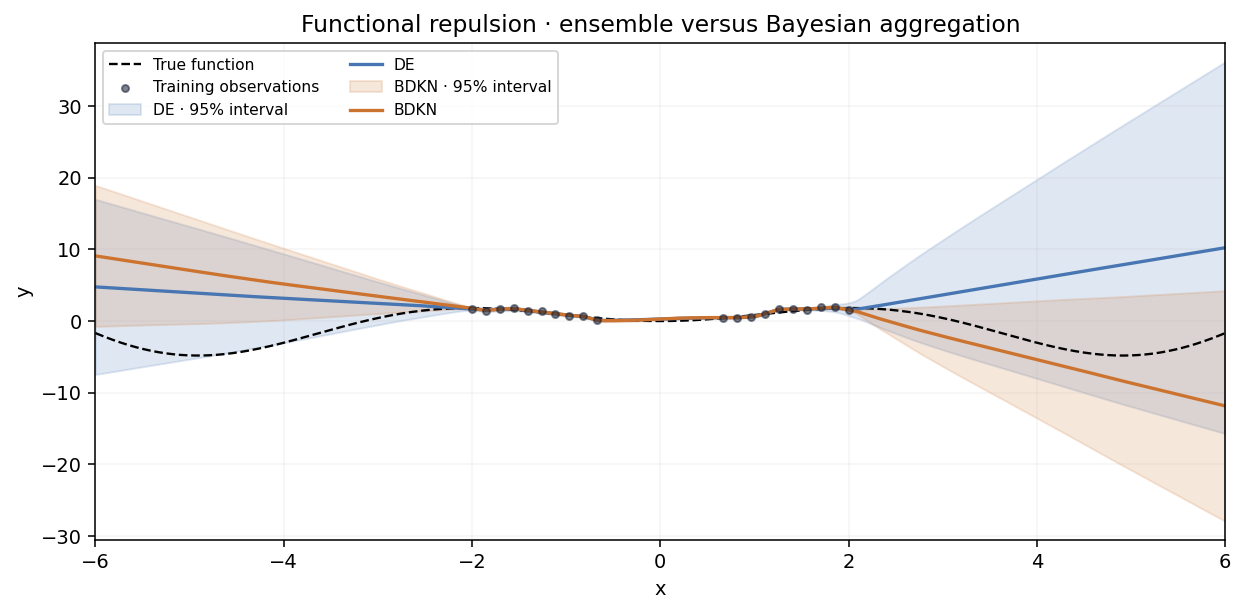 Functional repulsion · ensemble versus Bayesian aggregation
True function
Training observations
DE · 95% interval
DE
BDKN · 95% interval
BDKN
y
30
20
10
0
−10
−20
−30
−6
−4
−2
0
2
4
6
x